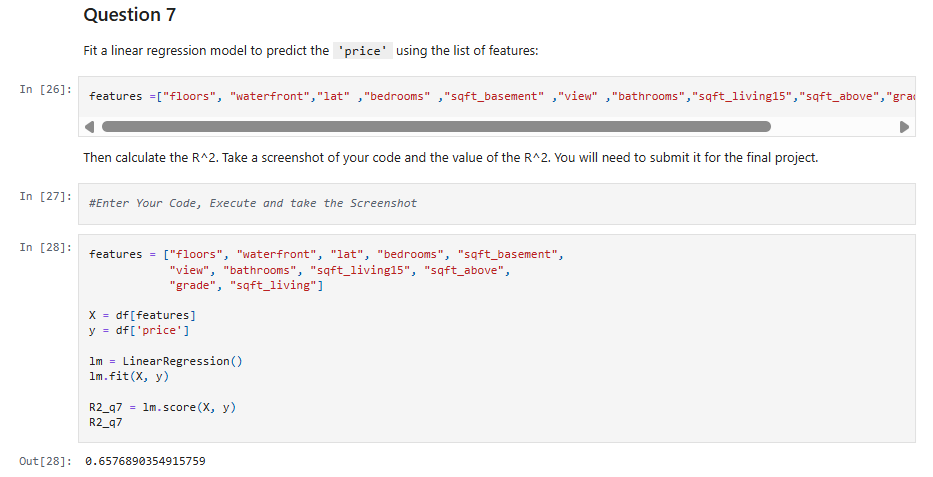 Question 7
Fit a linear regression model to predict the 'price' using the list of features:
In [26]: features =["floors", "waterfront","lat" ,"bedrooms" ,"sqft_basement" ,"view" ,"bathrooms","sqft_living15","sqft_above","grad
Then calculate the R^2. Take a screenshot of your code and the value of the R^2. You will need to submit it for the final project.
In [27]: #Enter Your Code, Execute and take the Screenshot
In [28]: features = ["floors", "waterfront", "lat", "bedrooms", "sqft_basement",
"view", "bathrooms", "sqft_living15", "sqft_above",
"grade", "sqft_living"]
X = df[features]
y = df['price']
lm = LinearRegression()
lm.fit(X, y)
R2_q7 = lm.score(X, y)
R2_q7
Out[28]: 0.6576890354915759